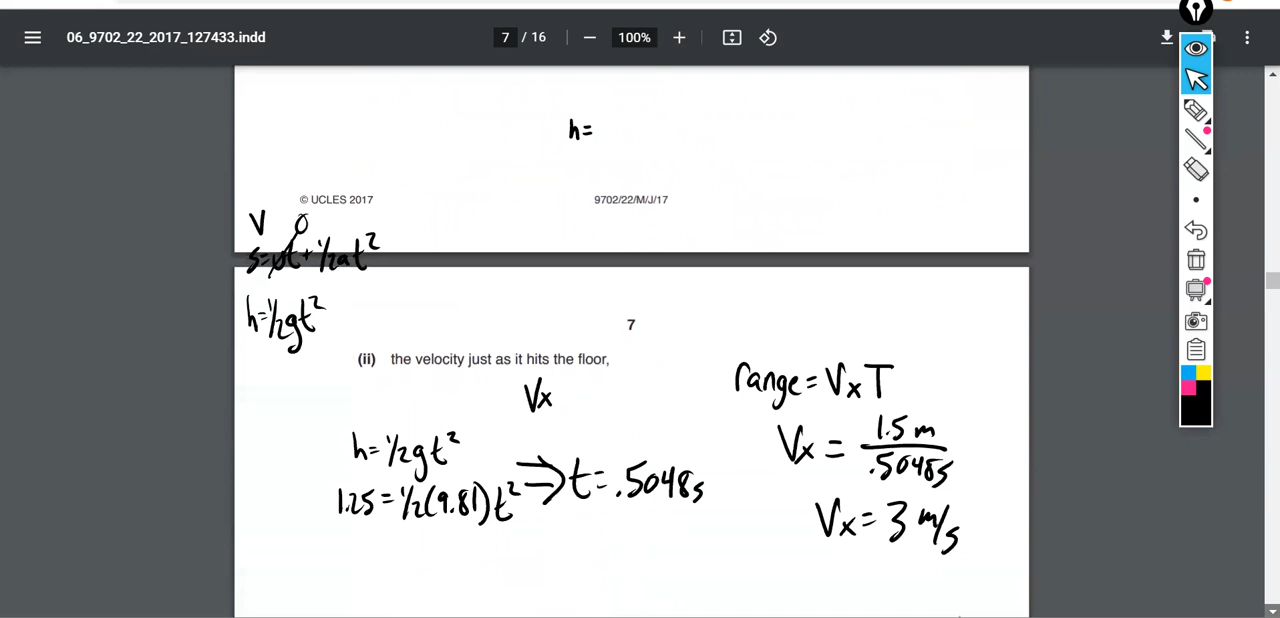 06_9702_22_2017_127433.indd 7 / 16 100%
h=
© UCLES 2017 9702/22/M/J/17
V 0
s=ut+½at²
h=½gt²
7
(ii) the velocity just as it hits the floor,
Vx
range = Vx T
h=½gt²
1.25=½(9.81)t² ⇒ t=.5048s
Vx = 1.5 m / .5048s
Vx = 3 m/s